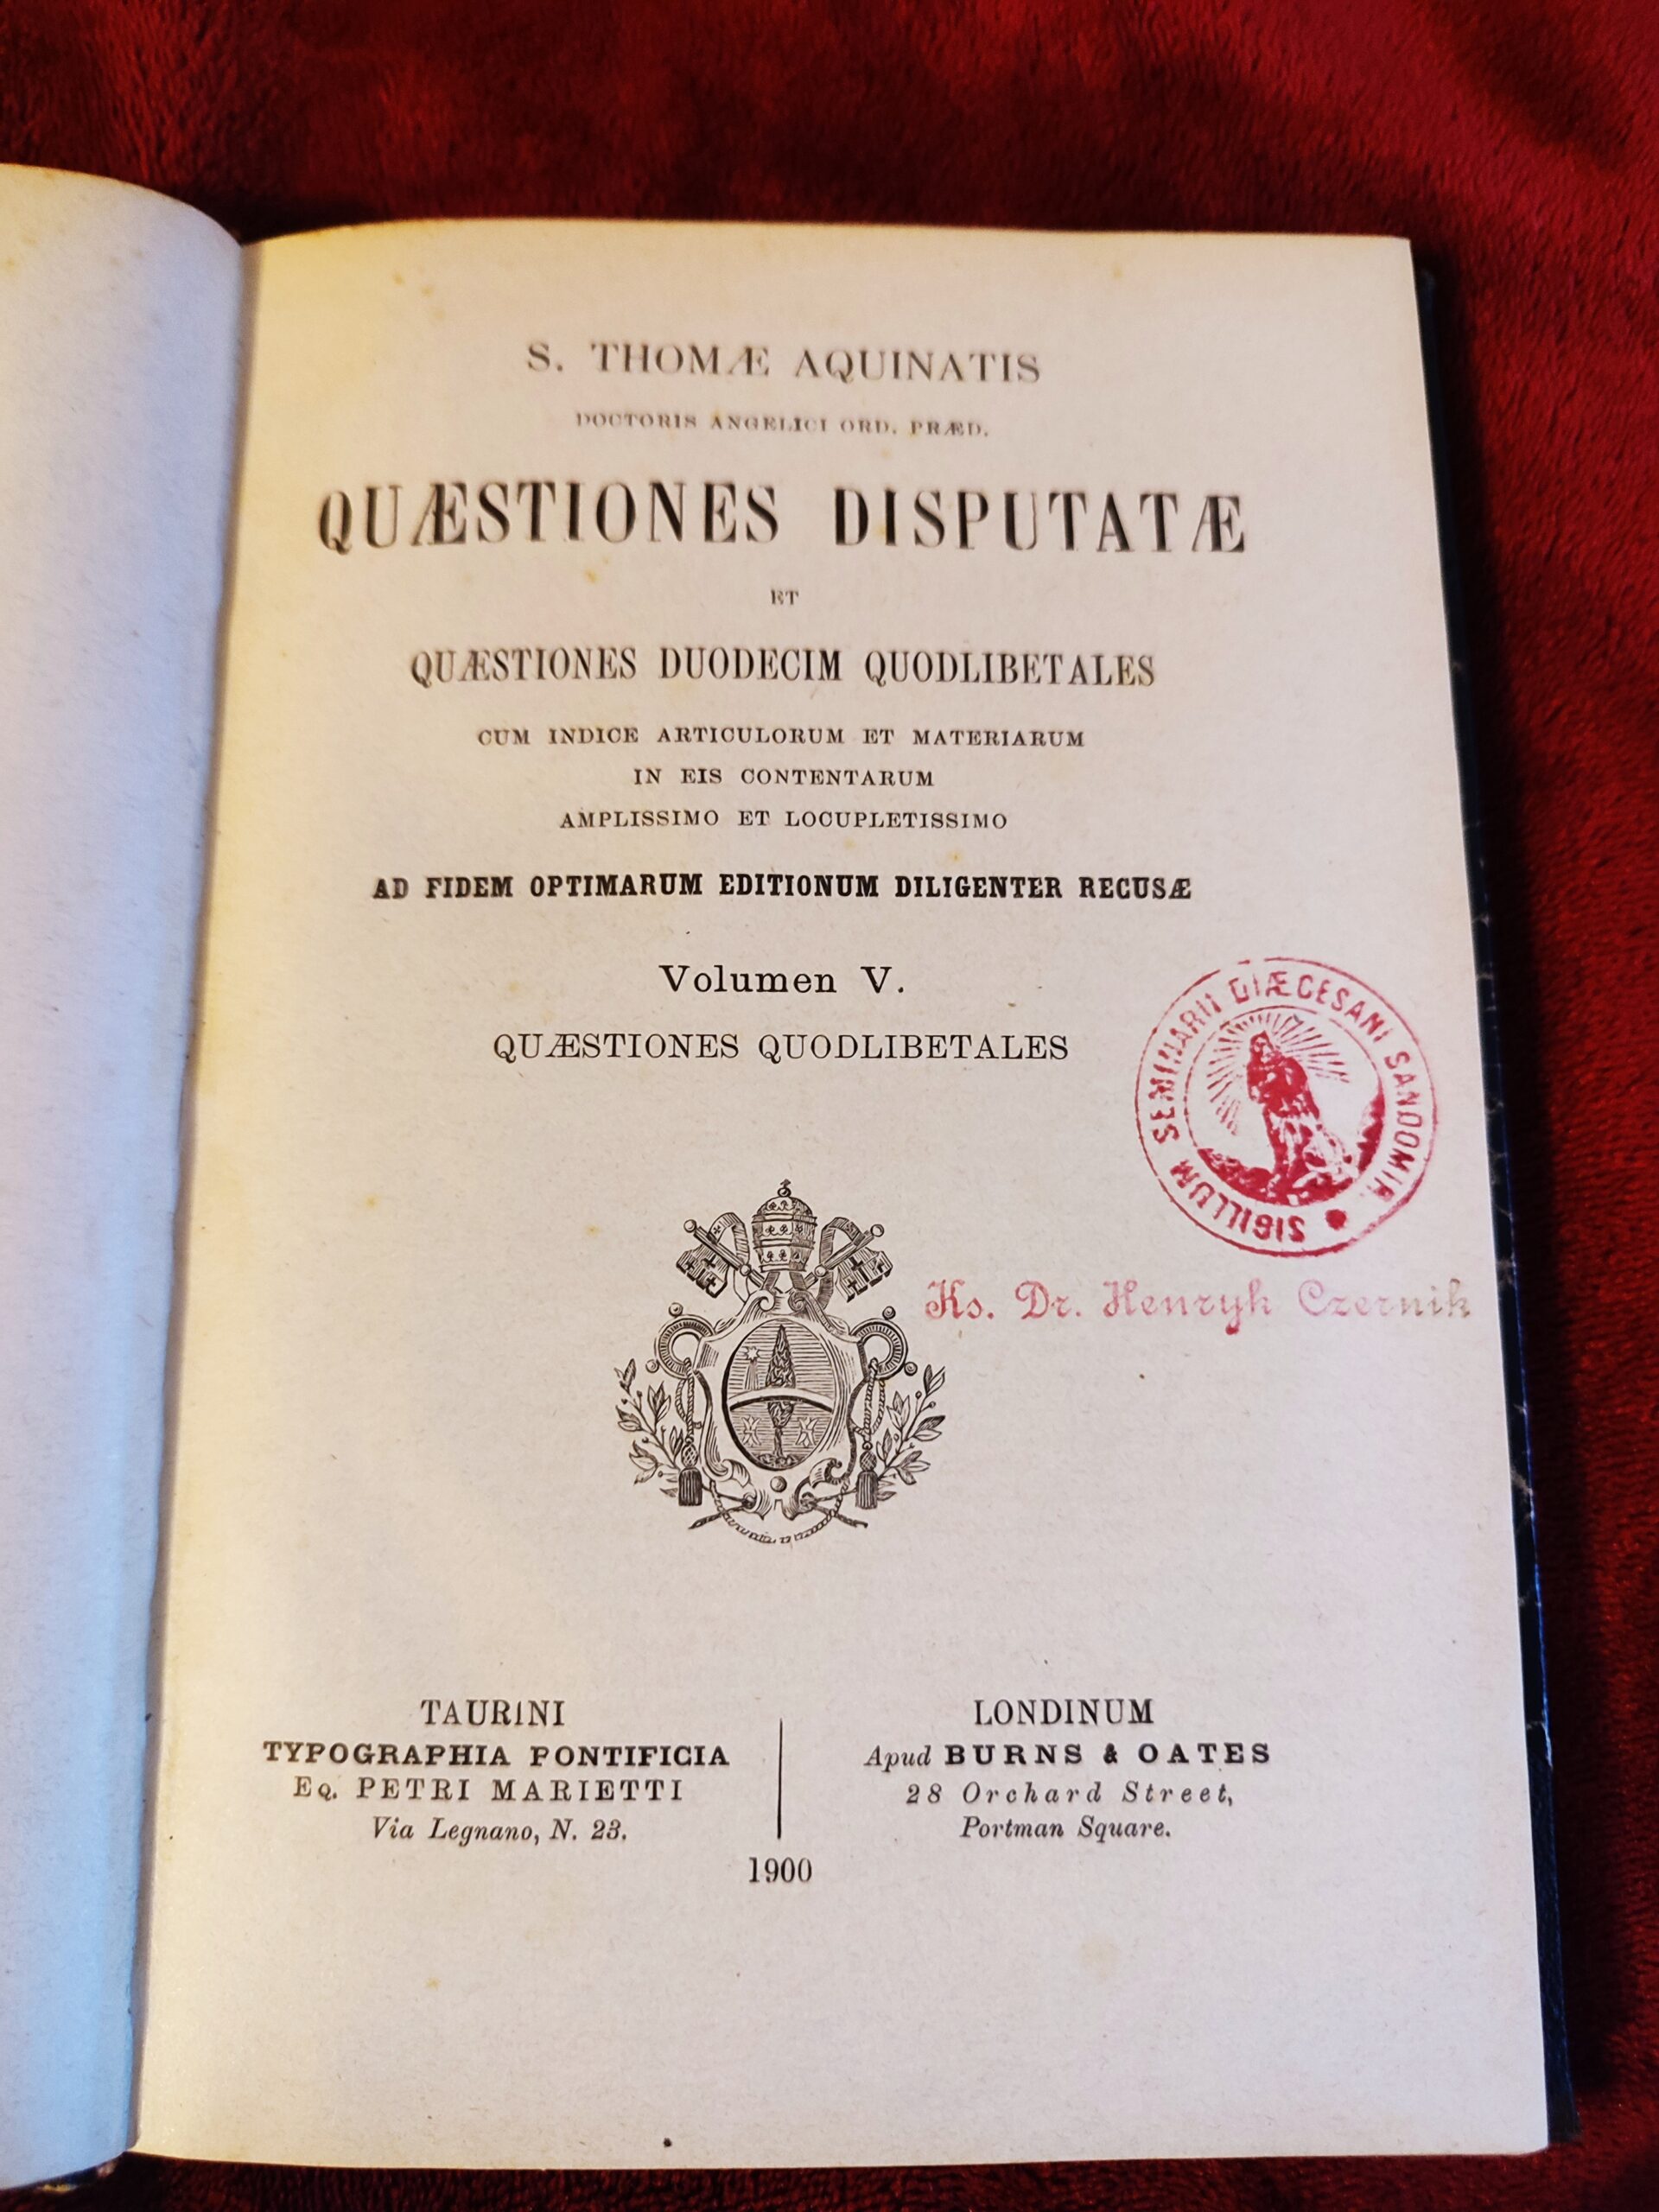 S. THOMÆ AQUINATIS
DOCTORIS ANGELICI ORD. PRÆD.
QUÆSTIONES DISPUTATÆ
ET
QUÆSTIONES DUODECIM QUODLIBETALES
CUM INDICE ARTICULORUM ET MATERIARUM
IN EIS CONTENTARUM
AMPLISSIMO ET LOCUPLETISSIMO
AD FIDEM OPTIMARUM EDITIONUM DILIGENTER RECUSÆ
Volumen V.
QUÆSTIONES QUODLIBETALES
SIGILLUM SEMINARII DIÆCESANI SANDOMIR.
Ks. Dr. Henryk Czernik
TAURINI
TYPOGRAPHIA PONTIFICIA
EQ. PETRI MARIETTI
Via Legnano, N. 23.
LONDINUM
Apud BURNS & OATES
28 Orchard Street,
Portman Square.
1900